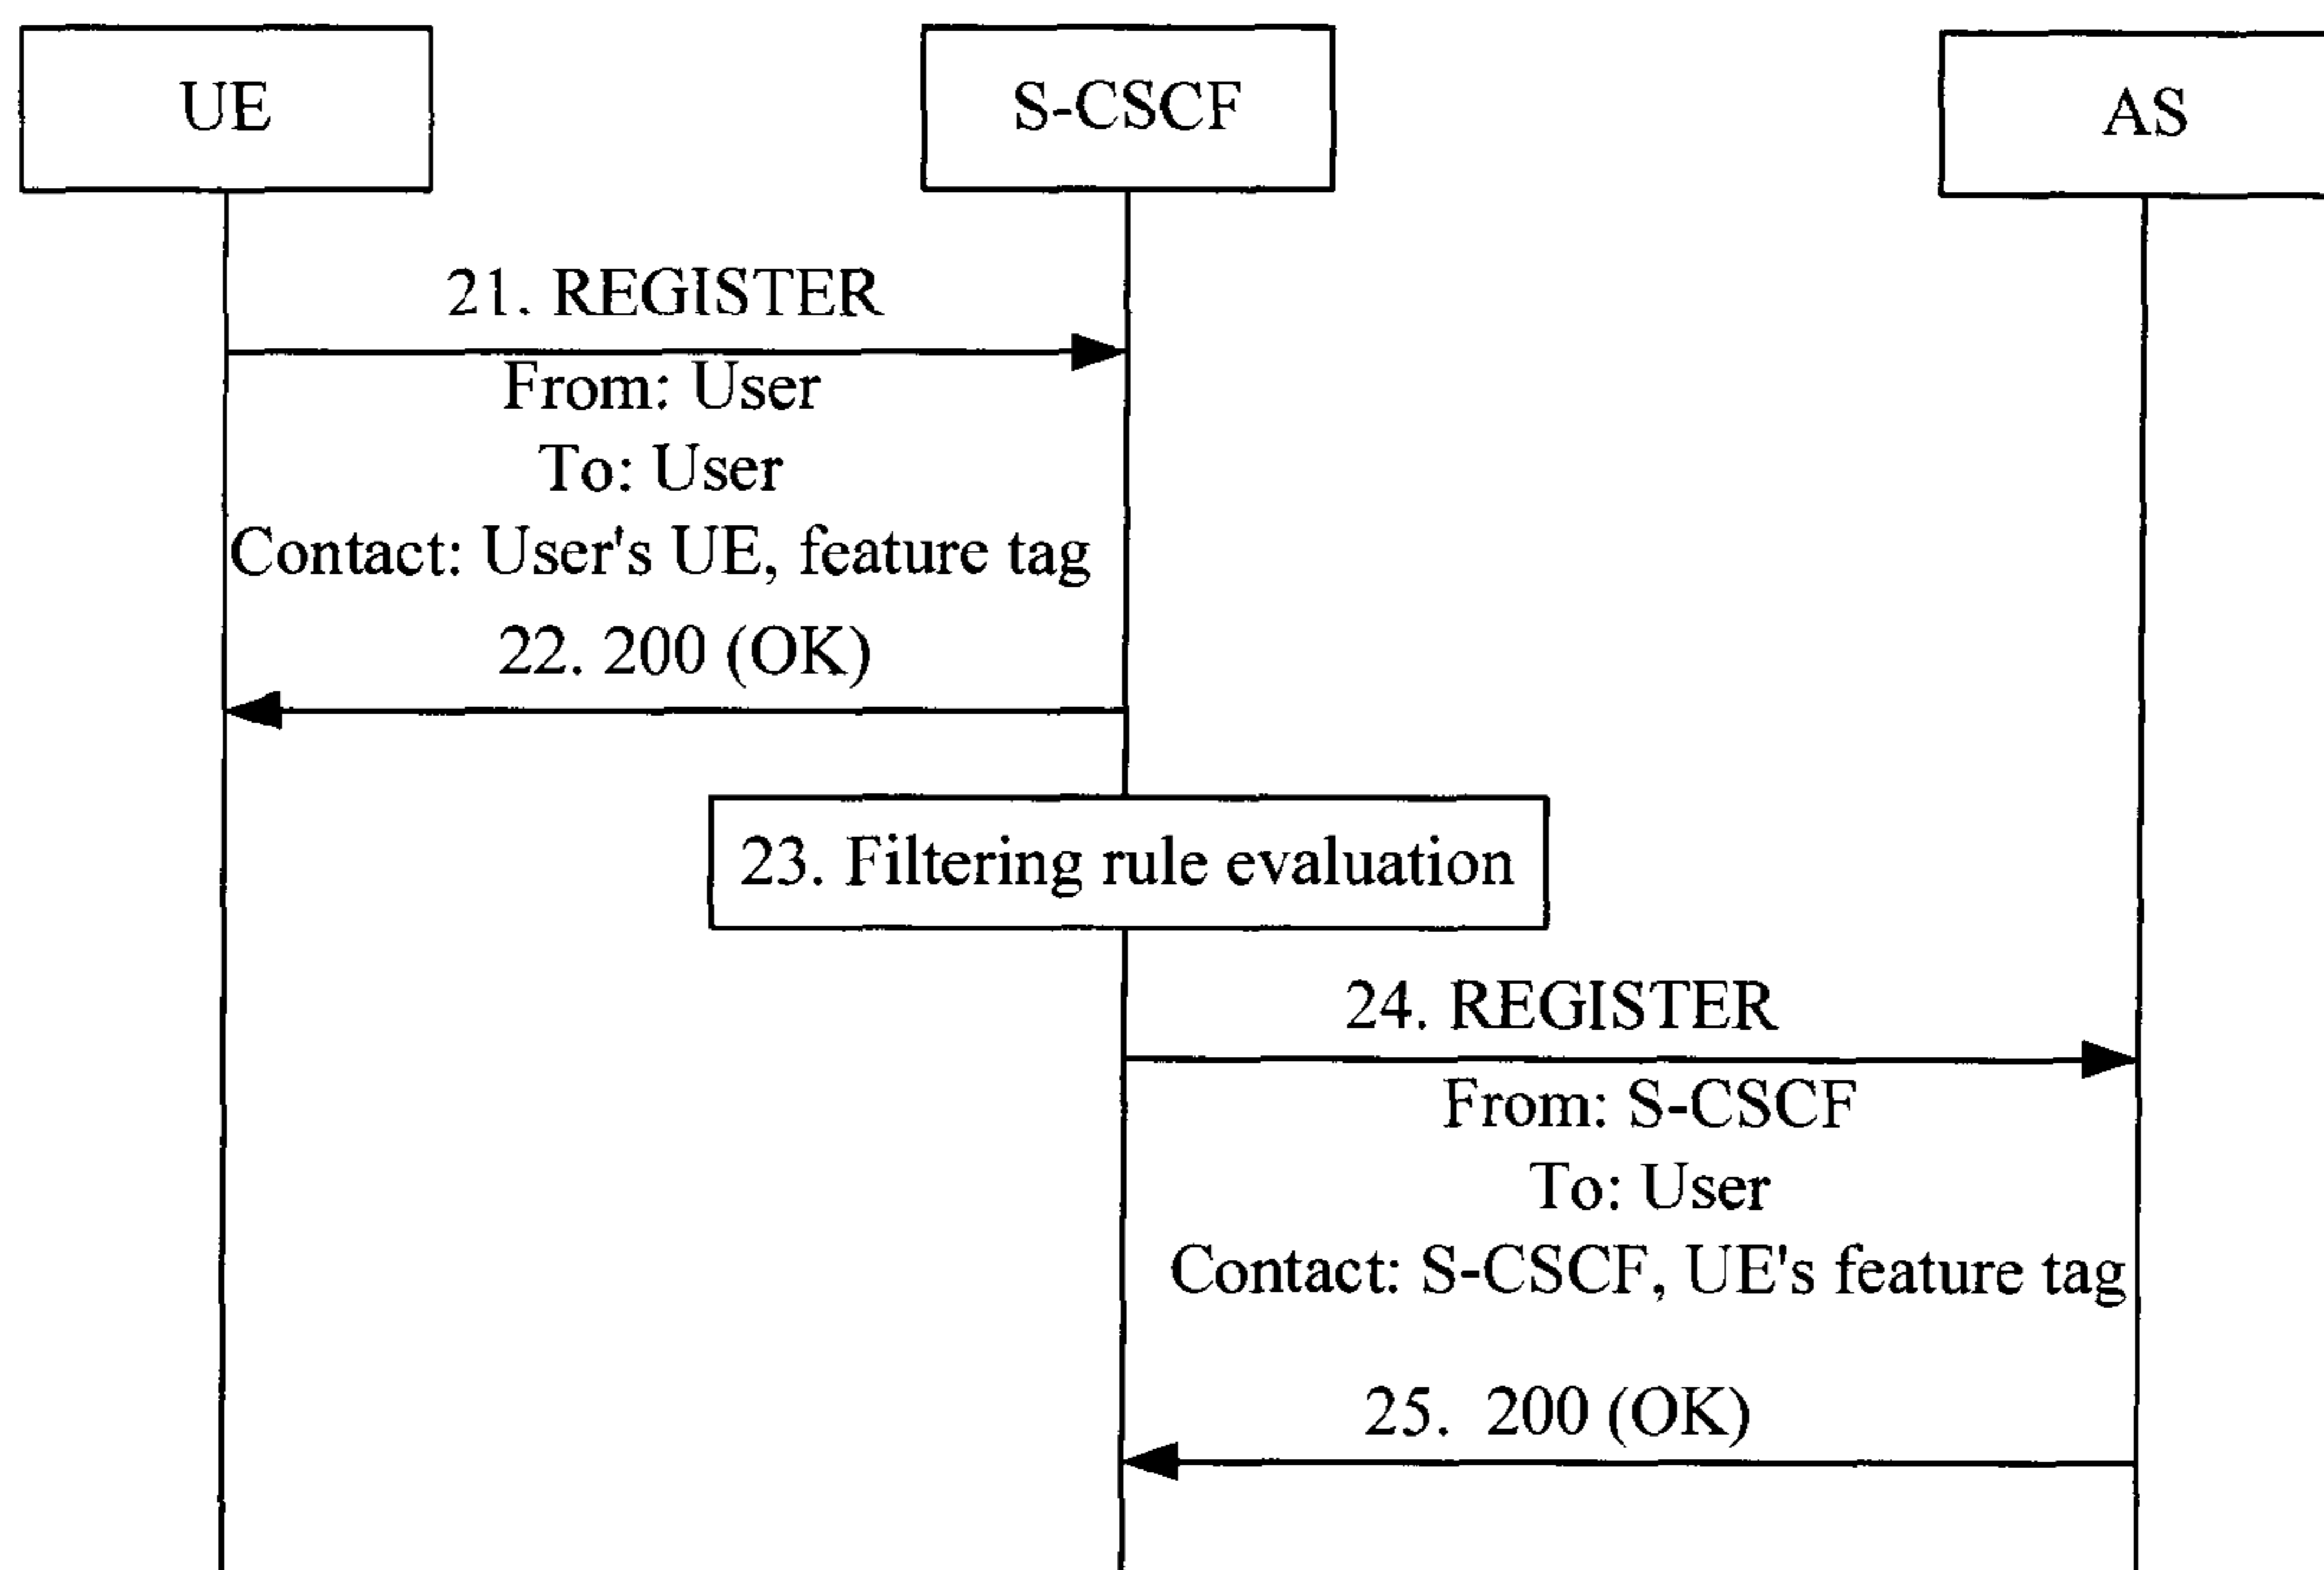 UE
S-CSCF
AS
21. REGISTER
From: User
To: User
Contact: User's UE, feature tag
22. 200 (OK)
23. Filtering rule evaluation
24. REGISTER
From: S-CSCF
To: User
Contact: S-CSCF, UE's feature tag
25. 200 (OK)